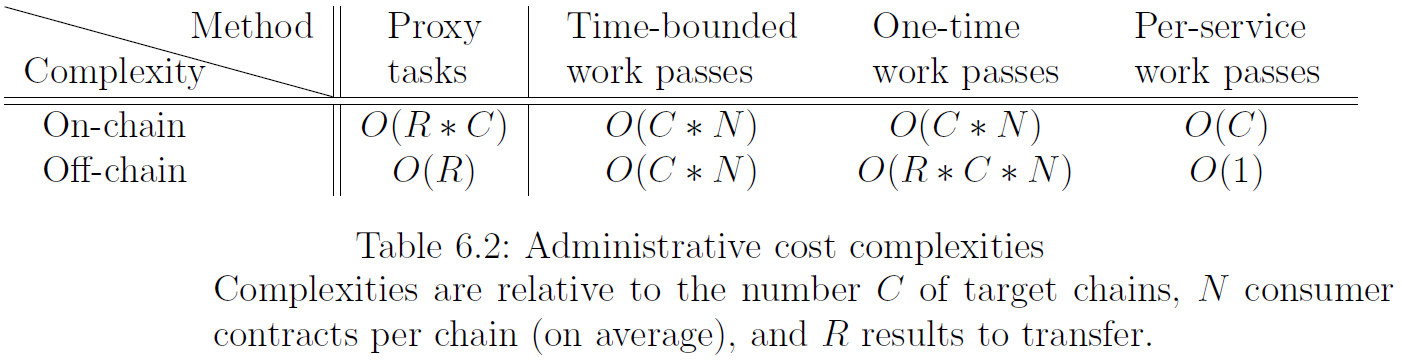 Method Proxy Time-bounded One-time Per-service
Complexity tasks work passes work passes work passes
On-chain O(R ∗ C) O(C ∗ N) O(C ∗ N) O(C)
Off-chain O(R) O(C ∗ N) O(R ∗ C ∗ N) O(1)
Table 6.2: Administrative cost complexities
Complexities are relative to the number C of target chains, N consumer
contracts per chain (on average), and R results to transfer.